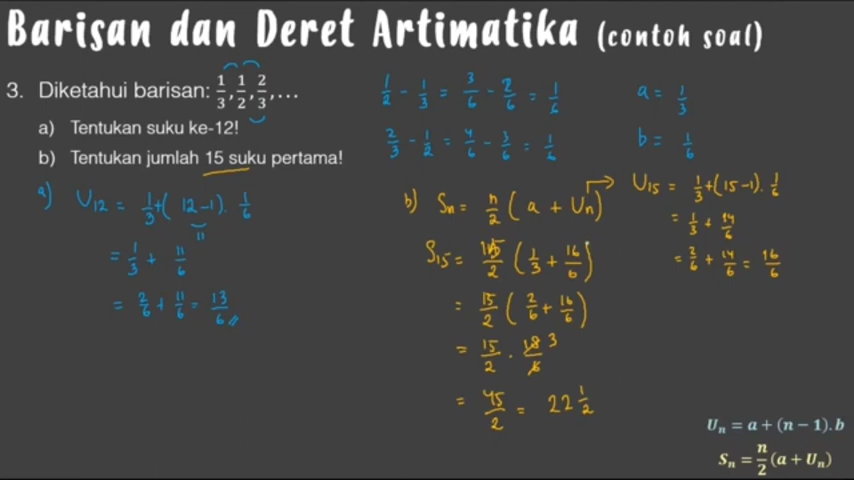 Barisan dan Deret Artimatika (contoh soal)
3. Diketahui barisan: 1/3, 1/2, 2/3, ...
a) Tentukan suku ke-12!
b) Tentukan jumlah 15 suku pertama!
1/2 - 1/3 = 3/6 - 2/6 = 1/6
2/3 - 1/2 = 4/6 - 3/6 = 1/6
a = 1/3
b = 1/6
a) U12 = 1/3 + (12-1). 1/6
11
= 1/3 + 11/6
= 2/6 + 11/6 = 13/6 //
b) Sn = n/2 (a + Un)
S15 = 15/2 (1/3 + 16/6)
= 15/2 (2/6 + 16/6)
= 15/2 . 18/6 3
= 45/2 = 22 1/2
U15 = 1/3 + (15-1). 1/6
= 1/3 + 14/6
= 2/6 + 14/6 = 16/6
Un = a + (n − 1).b
Sn = n/2 (a + Un)